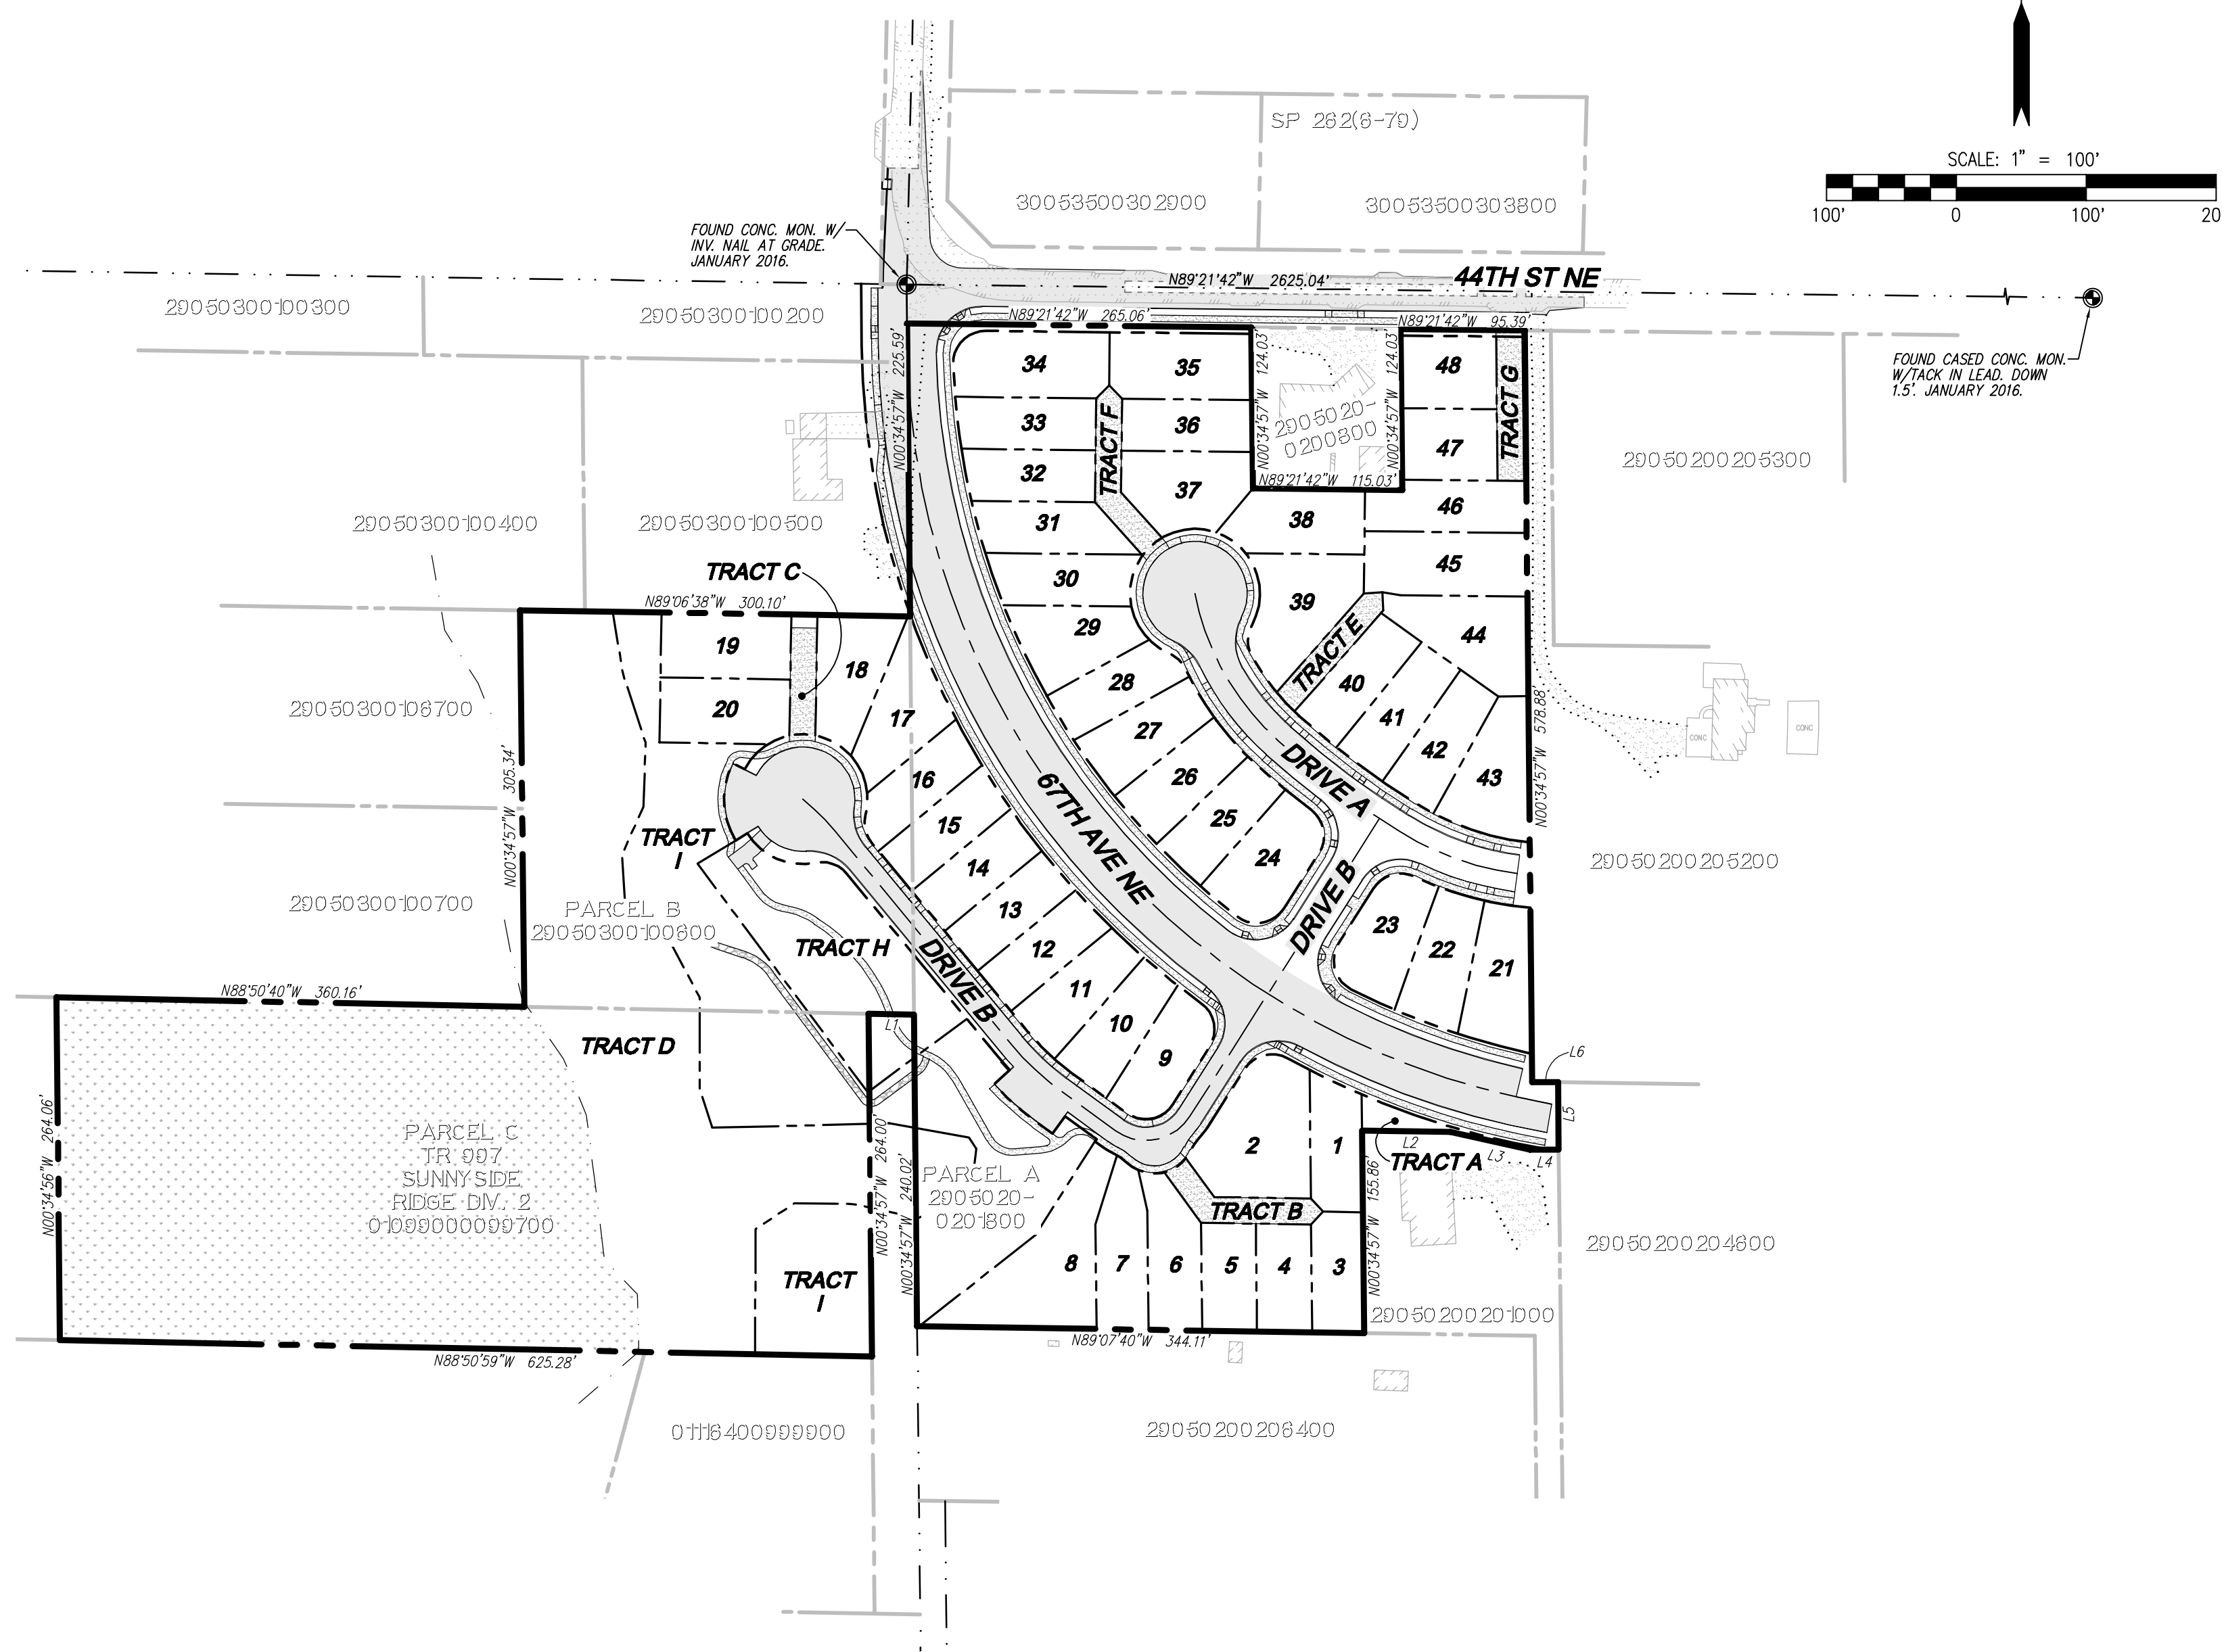 SP 262(6-79)
SCALE: 1" = 100'
100' 0 100' 20
30053500302900
30053500303800
FOUND CONC. MON. W/
INV. NAIL AT GRADE.
JANUARY 2016.
44TH ST NE
N89°21'42"W 2625.04'
29050300100300
29050300100200
N89°21'42"W 265.06'
N89°21'42"W 95.39'
FOUND CASED CONC. MON.
W/TACK IN LEAD. DOWN
1.5'. JANUARY 2016.
N00°34'57"W 225.59'
34
35
N00°34'57"W 124.03'
2905020-
0200800
N00°34'57"W 124.03'
48
TRACT G
33
TRACT F
36
47
32
37
N89°21'42"W 115.03'
29050200205300
29050300100400
29050300100500
31
38
46
45
TRACT C
30
39
N89°06'38"W 300.10'
29
44
TRACT E
19
18
28
40
20
17
27
41
42
43
N00°34'57"W 578.88'
CONC
CONC
29050300106700
N00°34'57"W 305.34'
16
26
DRIVE A
67TH AVE NE
15
25
24
TRACT
I
14
29050200205200
DRIVE B
29050300100700
PARCEL B
29050300100600
13
23
22
21
TRACT H
12
DRIVE B
11
N88°50'40"W 360.16'
L1
10
9
TRACT D
L6
L5
N00°34'56"W 264.06'
PARCEL C
TR 997
SUNNYSIDE
RIDGE DIV. 2
01099000099700
N00°34'57"W 264.00'
N00°34'57"W 240.02'
PARCEL A
2905020-
0201800
2
1
L2
L3
L4
TRACT A
N00°34'57"W 155.86'
TRACT B
29050200204600
8
7
6
5
4
3
TRACT
I
29050200201000
N89°07'40"W 344.11'
N88°50'59"W 625.28'
01116400999900
29050200206400